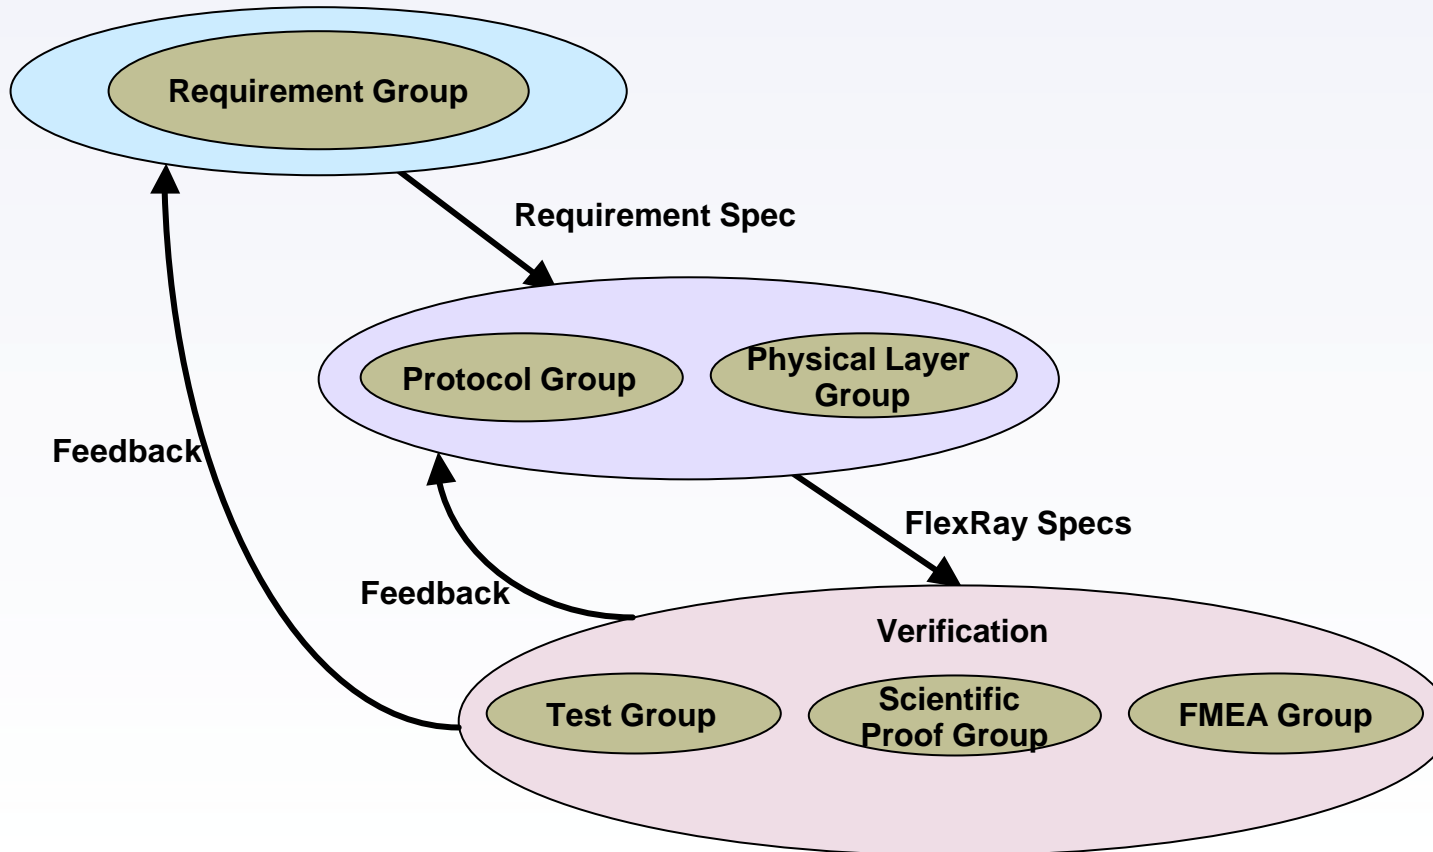 Requirement Group
Requirement Spec
Protocol Group
Physical Layer
Group
Feedback
FlexRay Specs
Feedback
Verification
Test Group
Scientific
Proof Group
FMEA Group